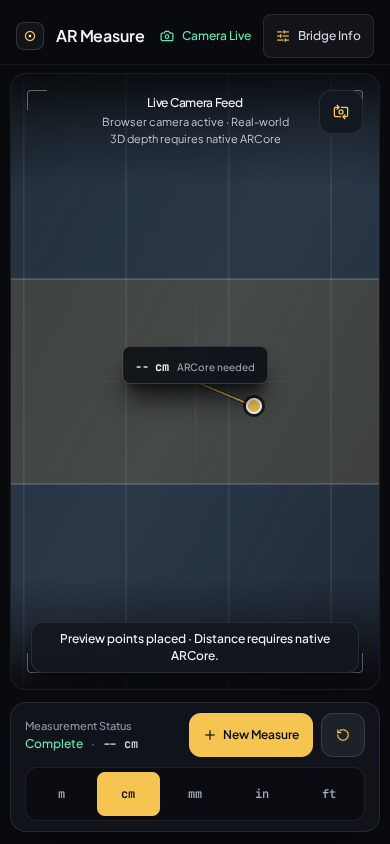 AR Measure
Camera Live
Bridge Info
Live Camera Feed
Browser camera active · Real-world
3D depth requires native ARCore
-- cm ARCore needed
Preview points placed · Distance requires native
ARCore.
Measurement Status
Complete · -- cm
New Measure
m cm mm in ft